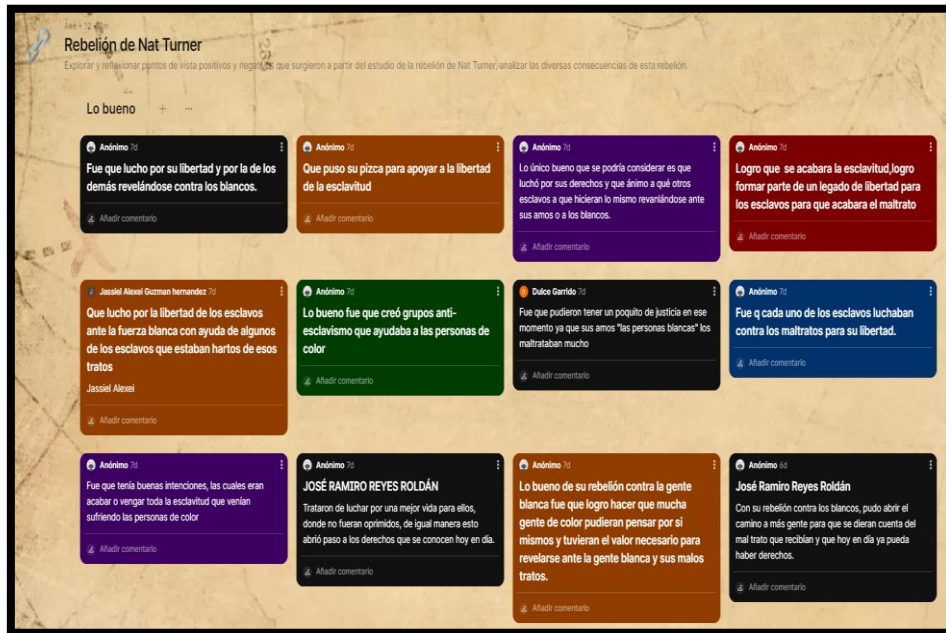 Rebelión de Nat Turner
Explorar y reflexionar puntos de vista positivos y negativos que surgieron a partir del estudio de la rebelión de Nat Turner, analizar las diversas consecuencias de esta rebelión.
Lo bueno
Anónimo 7d
Fue que lucho por su libertad y por la de los
demás revelándose contra los blancos.
Añadir comentario
Anónimo 7d
Que puso su pizca para apoyar a la libertad
de la esclavitud
Añadir comentario
Anónimo 7d
Lo único bueno que se podría considerar es que
luchó por sus derechos y que ánimo a qué otros
esclavos a que hicieran lo mismo revanlándose ante
sus amos o a los blancos.
Añadir comentario
Anónimo 7d
Logro que se acabara la esclavitud,logro
formar parte de un legado de libertad para
los esclavos para que acabara el maltrato
Añadir comentario
Jassiel Alexei Guzman hernandez 7d
Que lucho por la libertad de los esclavos
ante la fuerza blanca con ayuda de algunos
de los esclavos que estaban hartos de esos
tratos
Jassiel Alexei
Añadir comentario
Anónimo 7d
Lo bueno fue que creó grupos anti-
esclavismo que ayudaba a las personas de
color
Añadir comentario
Dulce Garrido 7d
Fue que pudieron tener un poquito de justicia en ese
momento ya que sus amos "las personas blancas" los
maltrataban mucho
Añadir comentario
Anónimo 7d
Fue q cada uno de los esclavos luchaban
contra los maltratos para su libertad.
Añadir comentario
Anónimo 7d
Fue que tenía buenas intenciones, las cuales eran
acabar o vengar toda la esclavitud que venían
sufriendo las personas de color
Añadir comentario
Anónimo 7d
JOSÉ RAMIRO REYES ROLDÁN
Trataron de luchar por una mejor vida para ellos,
donde no fueran oprimidos, de igual manera esto
abrió paso a los derechos que se conocen hoy en día.
Añadir comentario
Anónimo 7d
Lo bueno de su rebelión contra la gente
blanca fue que logro hacer que mucha
gente de color pudieran pensar por si
mismos y tuvieran el valor necesario para
revelarse ante la gente blanca y sus malos
tratos.
Añadir comentario
Anónimo 6d
José Ramiro Reyes Roldán
Con su rebelión contra los blancos, pudo abrir el
camino a más gente para que se dieran cuenta del
mal trato que recibían y que hoy en día ya pueda
haber derechos.
Añadir comentario